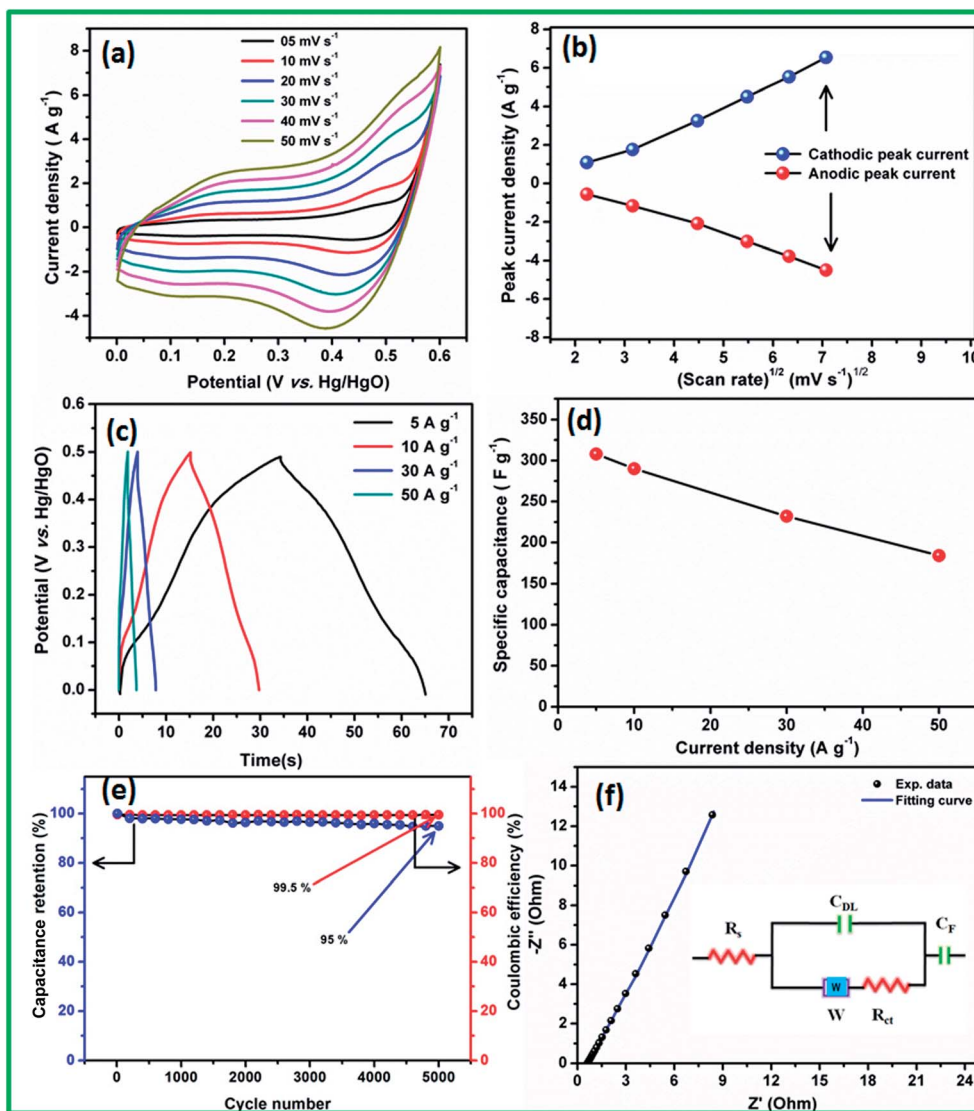 (a)
05 mV s⁻¹
10 mV s⁻¹
20 mV s⁻¹
30 mV s⁻¹
40 mV s⁻¹
50 mV s⁻¹
Current density ( A g⁻¹)
8
6
4
2
0
-2
-4
0.0 0.1 0.2 0.3 0.4 0.5 0.6
Potential (V vs. Hg/HgO)
(b)
Cathodic peak current
Anodic peak current
Peak current density (A g⁻¹)
8
6
4
2
0
-2
-4
-6
-8
2 3 4 5 6 7 8 9 10
(Scan rate)^1/2 (mV s⁻¹)^1/2
(c)
5 A g⁻¹
10 A g⁻¹
30 A g⁻¹
50 A g⁻¹
Potential (V vs. Hg/HgO)
0.5
0.4
0.3
0.2
0.1
0.0
0 10 20 30 40 50 60 70
Time(s)
(d)
Specific capacitance ( F g⁻¹)
400
350
300
250
200
150
100
50
0
0 10 20 30 40 50
Current density (A g⁻¹)
(e)
Capacitance retention (%)
100
80
60
40
20
0
99.5 %
95 %
100
80
60
40
20
0
Coulombic efficiency (%)
0 1000 2000 3000 4000 5000
Cycle number
(f)
Exp. data
Fitting curve
-Z'' (Ohm)
14
12
10
8
6
4
2
0
C_DL
R_s
C_F
W
W
R_ct
0 3 6 9 12 15 18 21 24
Z' (Ohm)